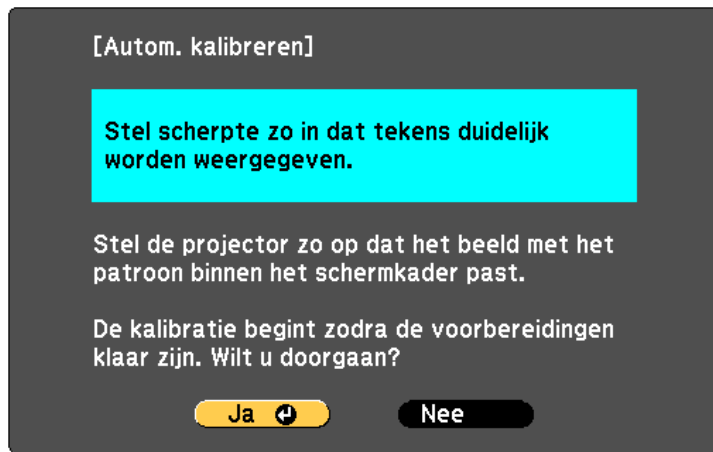 [Autom. kalibreren]
Stel scherpte zo in dat tekens duidelijk
worden weergegeven.
Stel de projector zo op dat het beeld met het
patroon binnen het schermkader past.
De kalibratie begint zodra de voorbereidingen
klaar zijn. Wilt u doorgaan?
Ja Nee